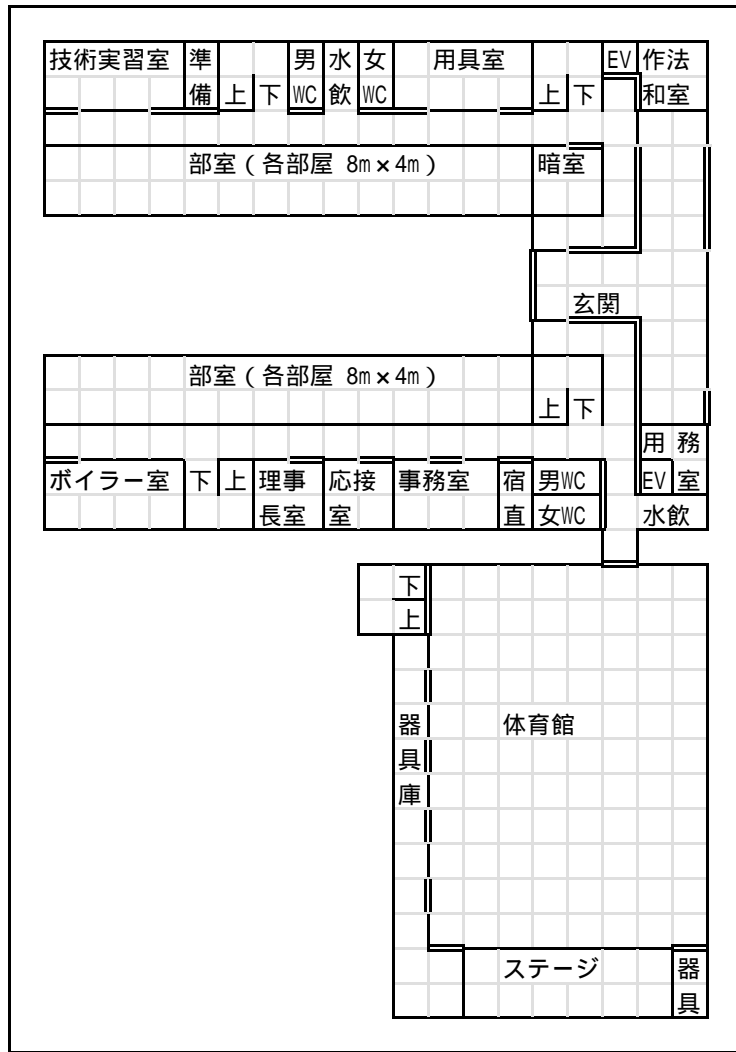 技術実習室 準 男 水 女 用具室 EV 作法
備 上 下 WC 飲 WC 上 下 和室
部室(各部屋 8m×4m) 暗室
玄関
部室(各部屋 8m×4m)
上 下
用 務
ボイラー室 下 上 理事 応接 事務室 宿 男WC EV 室
長室 室 直 女WC 水飲
下
上
器 体育館
具
庫
ステージ 器
具